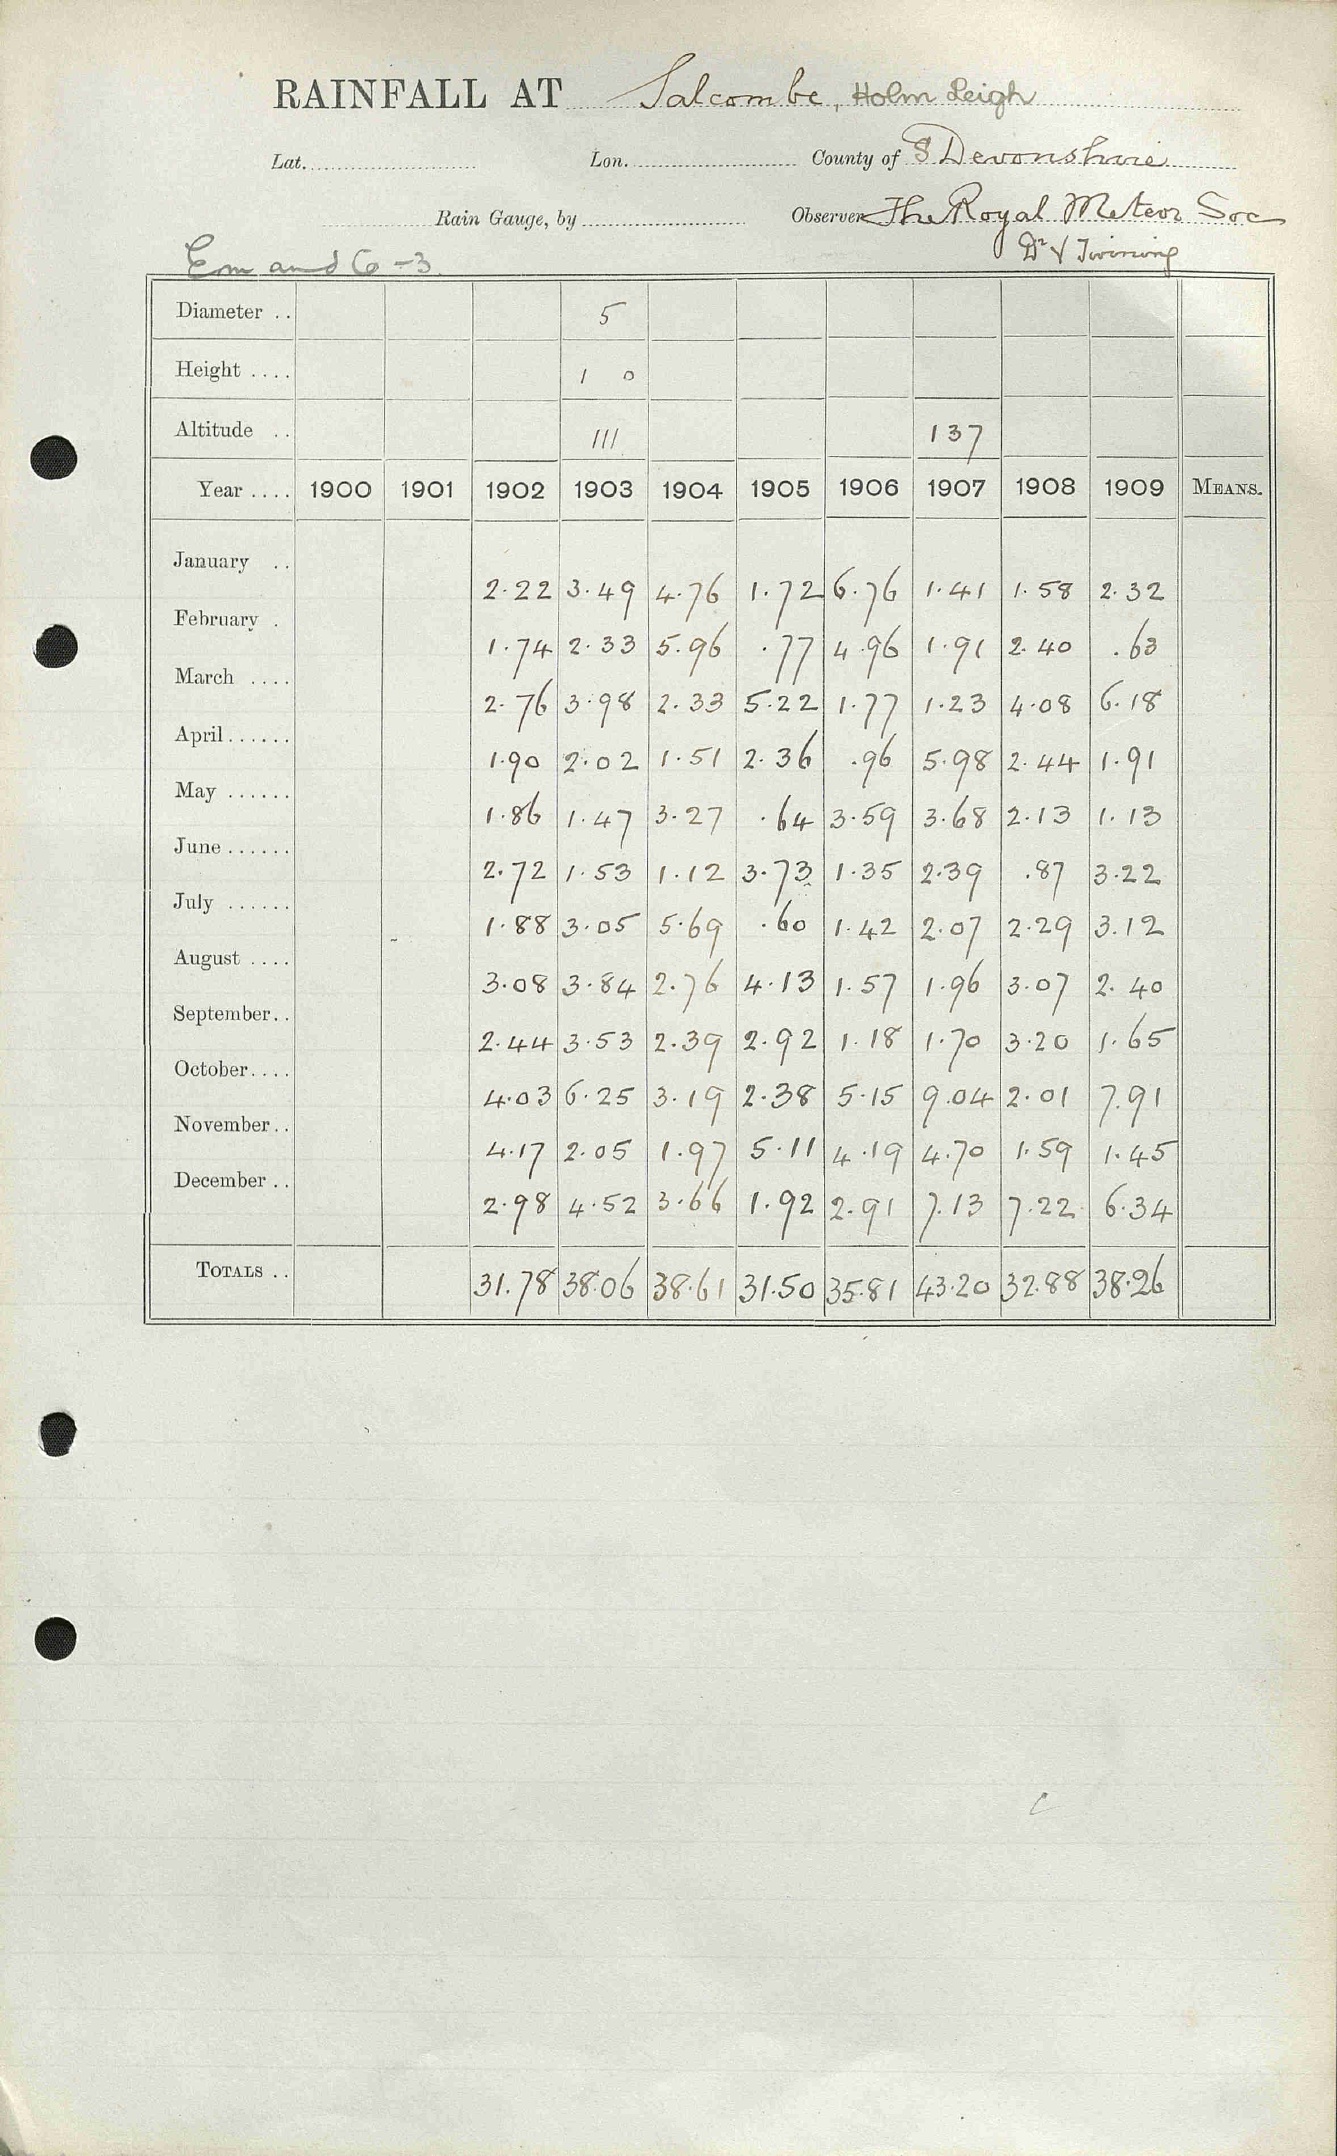 RAINFALL AT Salcombe, Holm Leigh
Lat. Lon. County of S Devonshire
Rain Gauge, by Observer The Royal Meteor Soc
Em and 6 -3 Dr V Twining
Diameter .. 5
Height .... 1 0
Altitude .. 111 137
Year .... 1900 1901 1902 1903 1904 1905 1906 1907 1908 1909 MEANS.
January .. 2.22 3.49 4.76 1.72 6.76 1.41 1.58 2.32
February . 1.74 2.33 5.96 .77 4.96 1.91 2.40 .63
March .... 2.76 3.98 2.33 5.22 1.77 1.23 4.08 6.18
April...... 1.90 2.02 1.51 2.36 .96 5.98 2.44 1.91
May ...... 1.86 1.47 3.27 .64 3.59 3.68 2.13 1.13
June ...... 2.72 1.53 1.12 3.73 1.35 2.39 .87 3.22
July ...... 1.88 3.05 5.69 .60 1.42 2.07 2.29 3.12
August .... 3.08 3.84 2.76 4.13 1.57 1.96 3.07 2.40
September.. 2.44 3.53 2.39 2.92 1.18 1.70 3.20 1.65
October.... 4.03 6.25 3.19 2.38 5.15 9.04 2.01 7.91
November.. 4.17 2.05 1.97 5.11 4.19 4.70 1.59 1.45
December .. 2.98 4.52 3.66 1.92 2.91 7.13 7.22 6.34
TOTALS .. 31.78 38.06 38.61 31.50 35.81 43.20 32.88 38.26